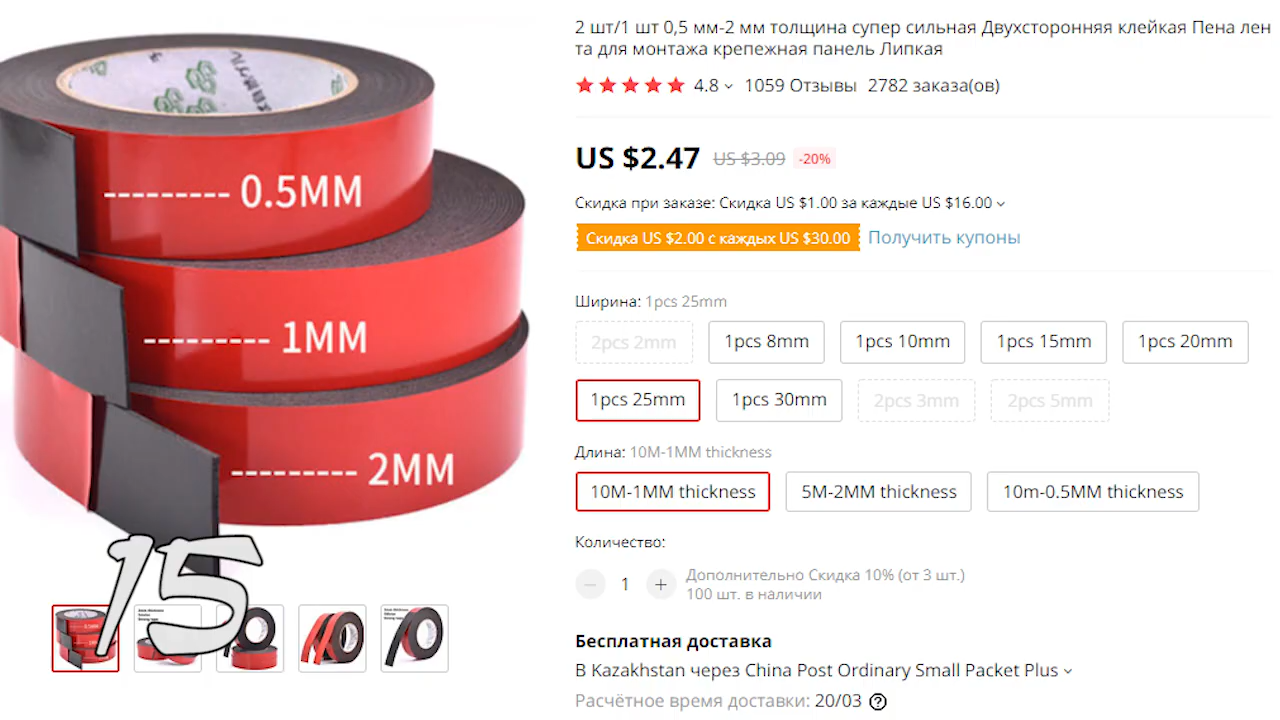 2 шт/1 шт 0,5 мм-2 мм толщина супер сильная Двухсторонняя клейкая Пена лен
та для монтажа крепежная панель Липкая
4.8 1059 Отзывы 2782 заказа(ов)
US $2.47 US $3.09 -20%
Скидка при заказе: Скидка US $1.00 за каждые US $16.00
Скидка US $2.00 с каждых US $30.00 Получить купоны
Ширина: 1pcs 25mm
2pcs 2mm 1pcs 8mm 1pcs 10mm 1pcs 15mm 1pcs 20mm
1pcs 25mm 1pcs 30mm 2pcs 3mm 2pcs 5mm
Длина: 10M-1MM thickness
10M-1MM thickness 5M-2MM thickness 10m-0.5MM thickness
Количество:
1 Дополнительно Скидка 10% (от 3 шт.)
100 шт. в наличии
Бесплатная доставка
В Kazakhstan через China Post Ordinary Small Packet Plus
Расчётное время доставки: 20/03
--------- 0.5MM
--------- 1MM
--------- 2MM
15